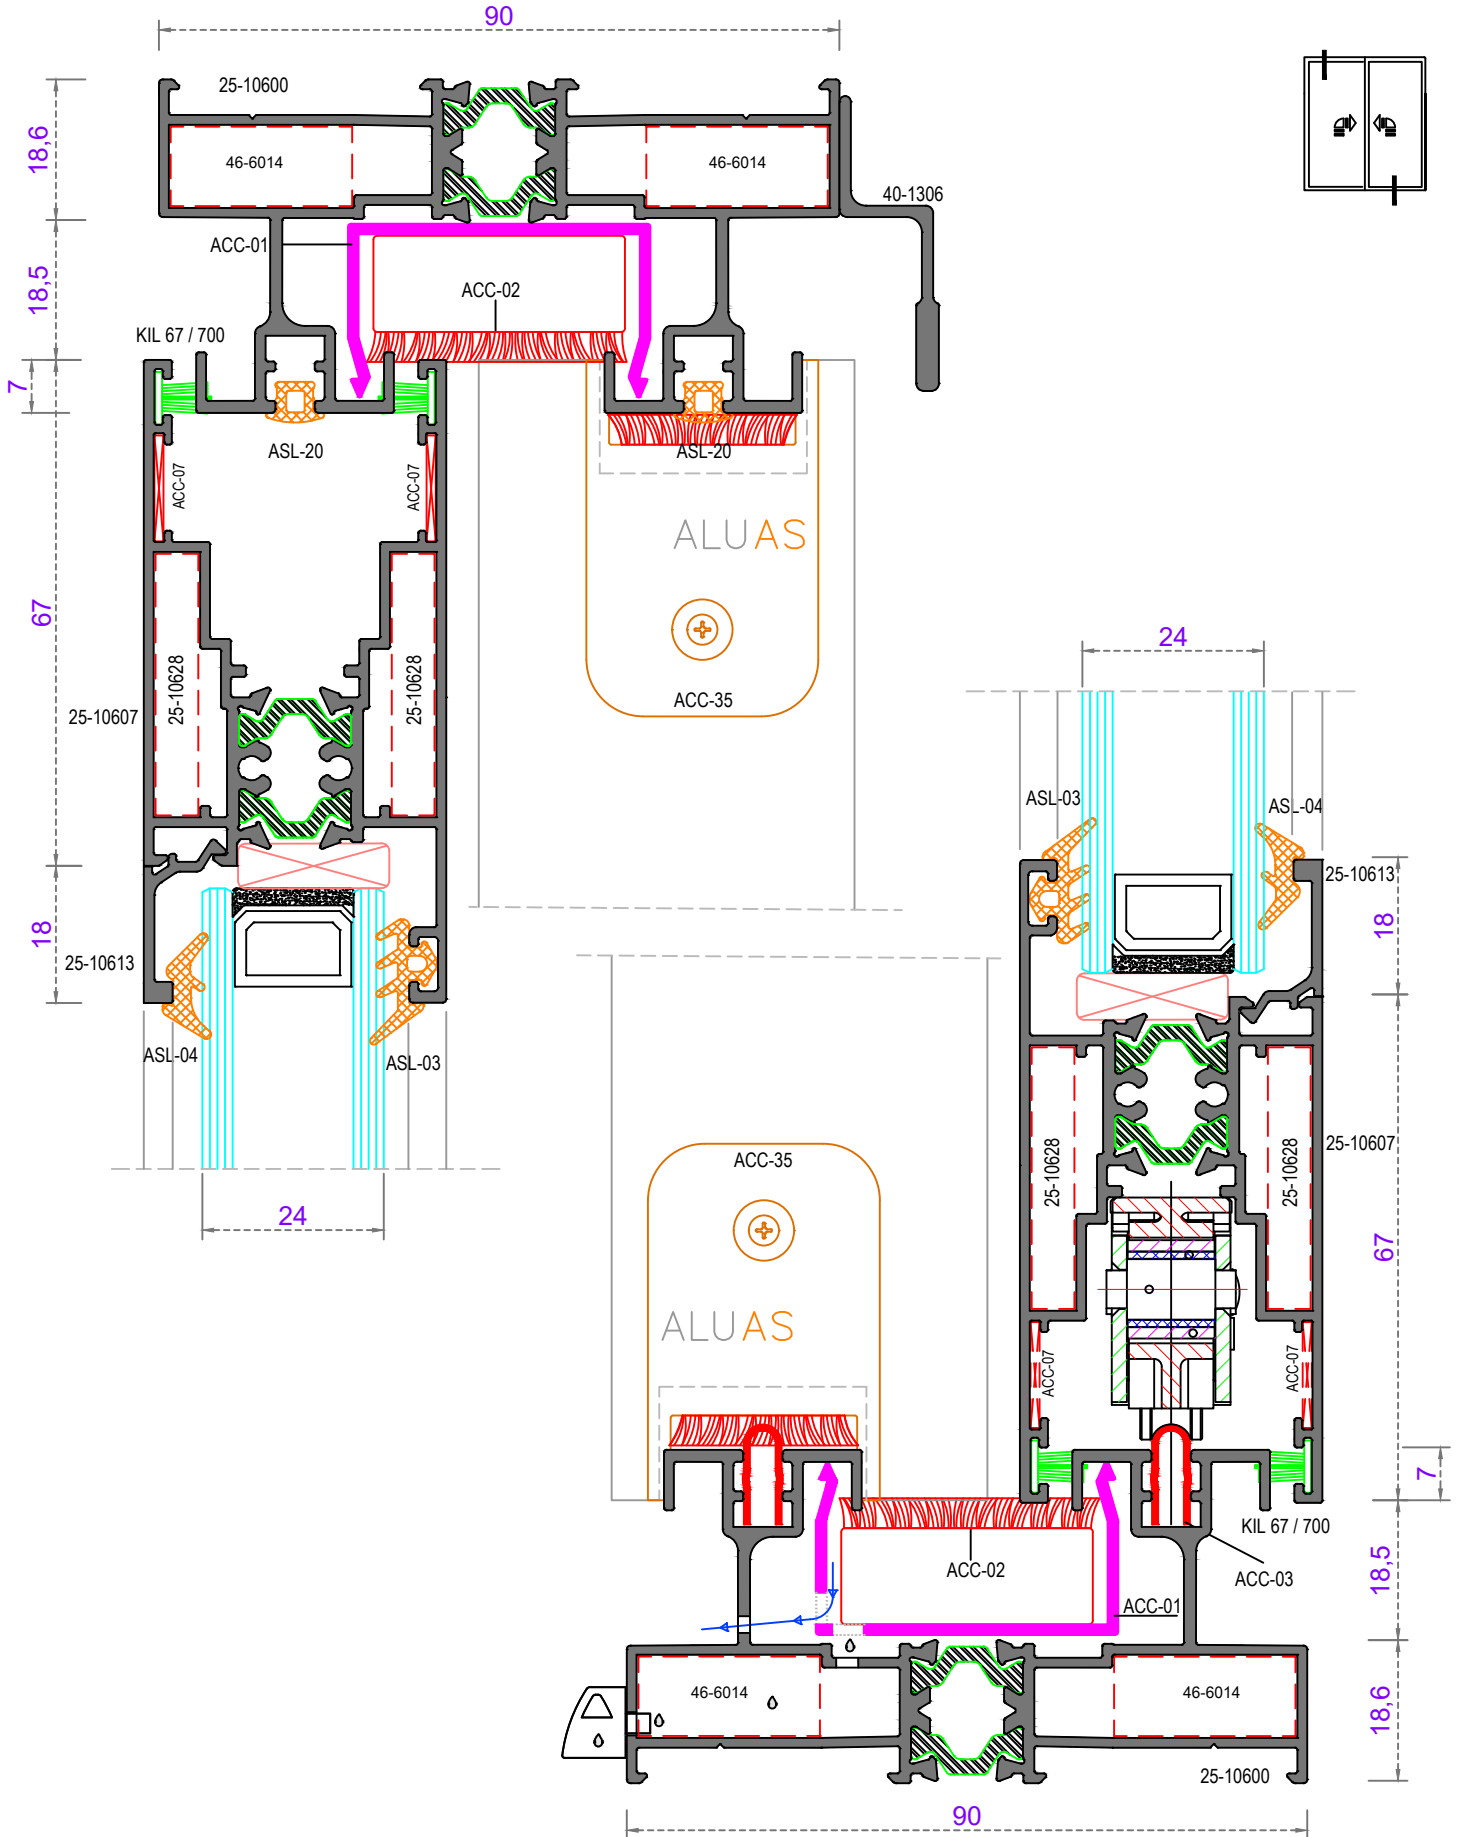 90
25-10600
18,6
46-6014
46-6014
40-1306
ACC-01
18,5
ACC-02
KIL 67 / 700
7
ASL-20
ASL-20
ACC-07
ACC-07
ALUAS
67
24
25-10628
25-10628
ACC-35
25-10607
ASL-03
ASL-04
25-10613
18
18
25-10613
ASL-04
ASL-03
25-10628
25-10628
25-10607
ACC-35
24
67
ALUAS
ACC-07
ACC-07
7
KIL 67 / 700
ACC-02
ACC-03
18,5
ACC-01
46-6014
46-6014
18,6
25-10600
90